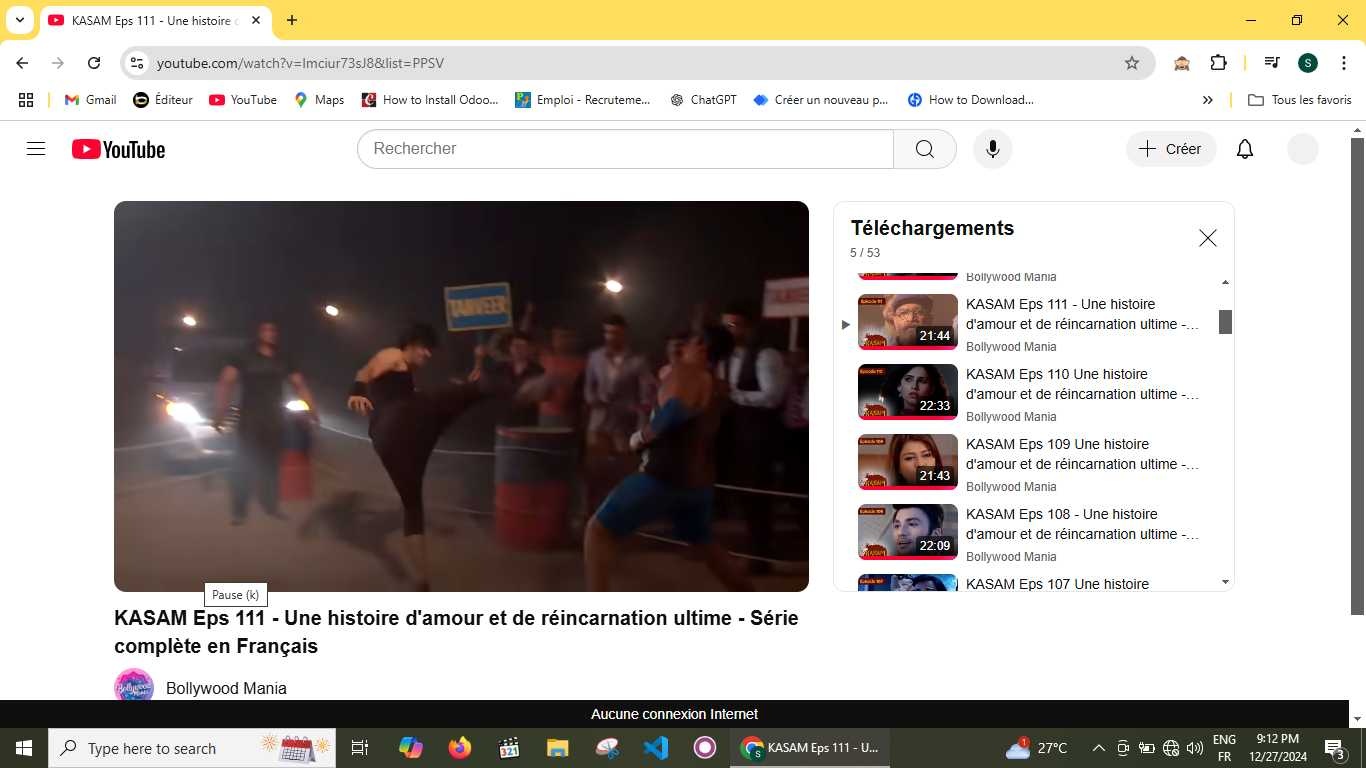 KASAM Eps 111 - Une histoire d
youtube.com/watch?v=Imciur73sJ8&list=PPSV
S
Gmail
Éditeur
YouTube
Maps
How to Install Odoo...
Emploi - Recruteme...
ChatGPT
Créer un nouveau p...
How to Download...
Tous les favoris
YouTube
Rechercher
Créer
TANVEER
Téléchargements
5 / 53
Bollywood Mania
KASAM Eps 111 - Une histoire
d'amour et de réincarnation ultime -...
21:44
Bollywood Mania
KASAM Eps 110 Une histoire
d'amour et de réincarnation ultime -...
22:33
Bollywood Mania
KASAM Eps 109 Une histoire
d'amour et de réincarnation ultime -...
21:43
Bollywood Mania
KASAM Eps 108 - Une histoire
d'amour et de réincarnation ultime -...
22:09
Bollywood Mania
KASAM Eps 107 Une histoire
Pause (k)
KASAM Eps 111 - Une histoire d'amour et de réincarnation ultime - Série
complète en Français
Bollywood Mania
Aucune connexion Internet
Type here to search
321
KASAM Eps 111 - U...
1
27°C
ENG
FR
9:12 PM
12/27/2024
3